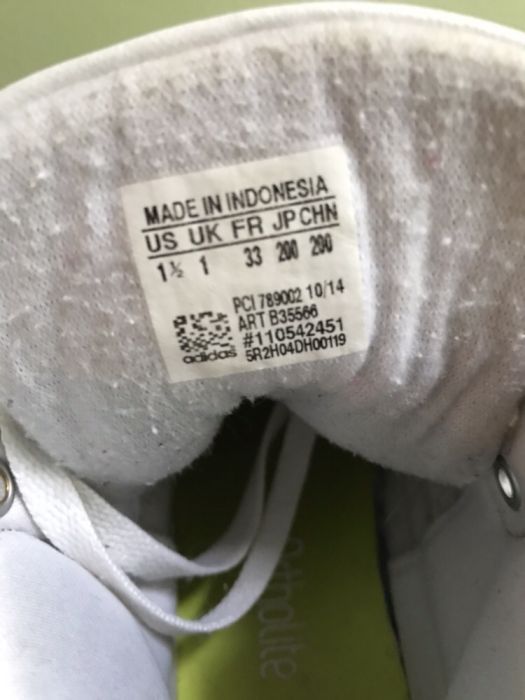 MADE IN INDONESIA
US UK FR JP CHN
1½ 1 33 200 200
PCI 789002 10/14
ART B35566
#110542451
adidas 5R2H04DH00119
Ortholite